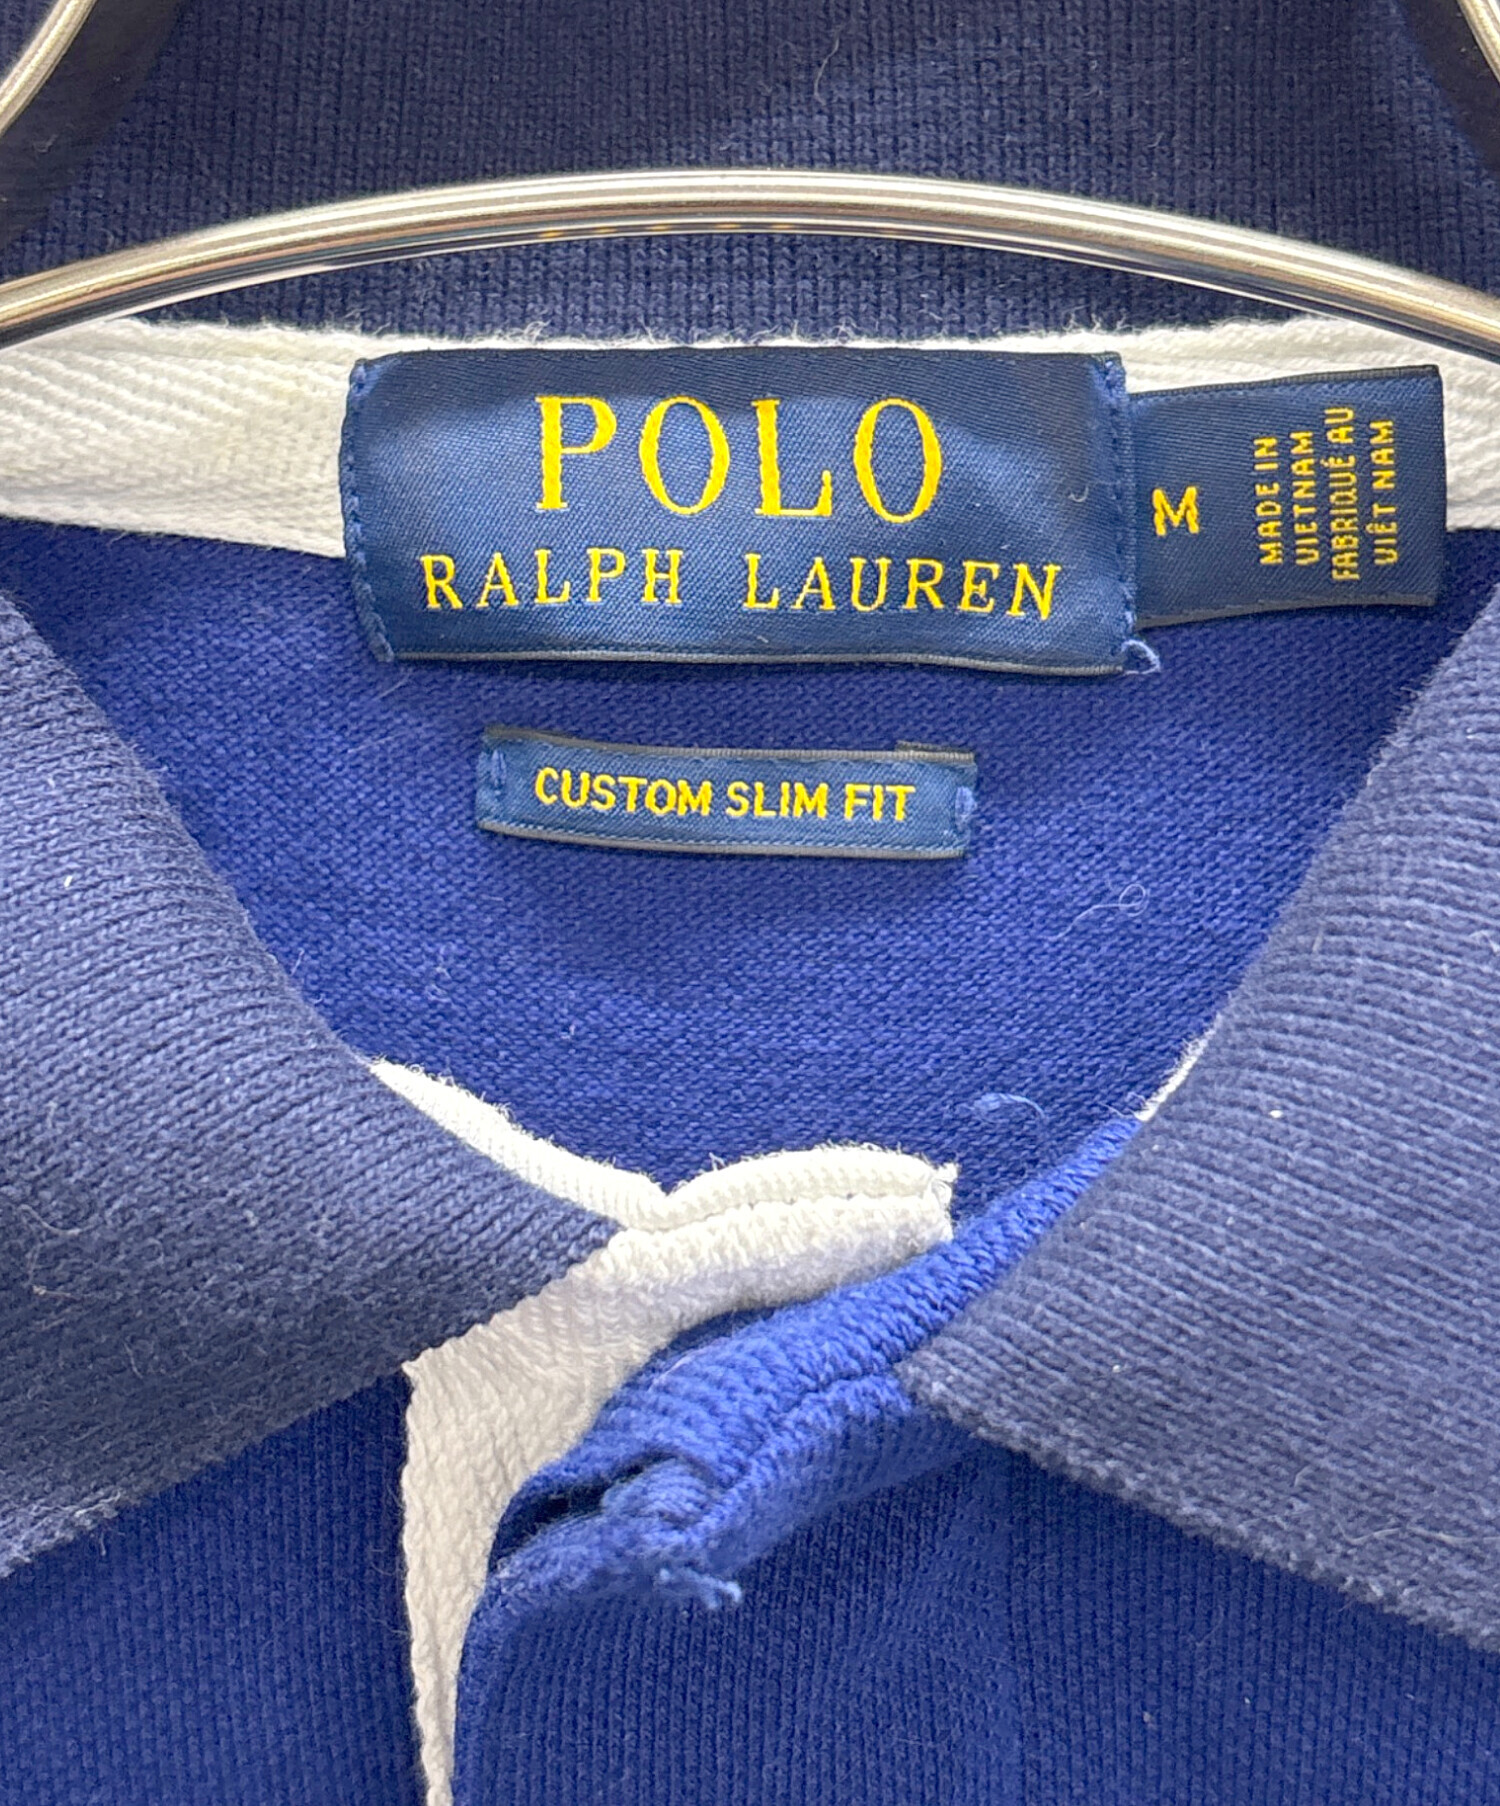 POLO
RALPH LAUREN
M
MADE IN
VIETNAM
FABRIQUÉ AU
VIÊT NAM
CUSTOM SLIM FIT